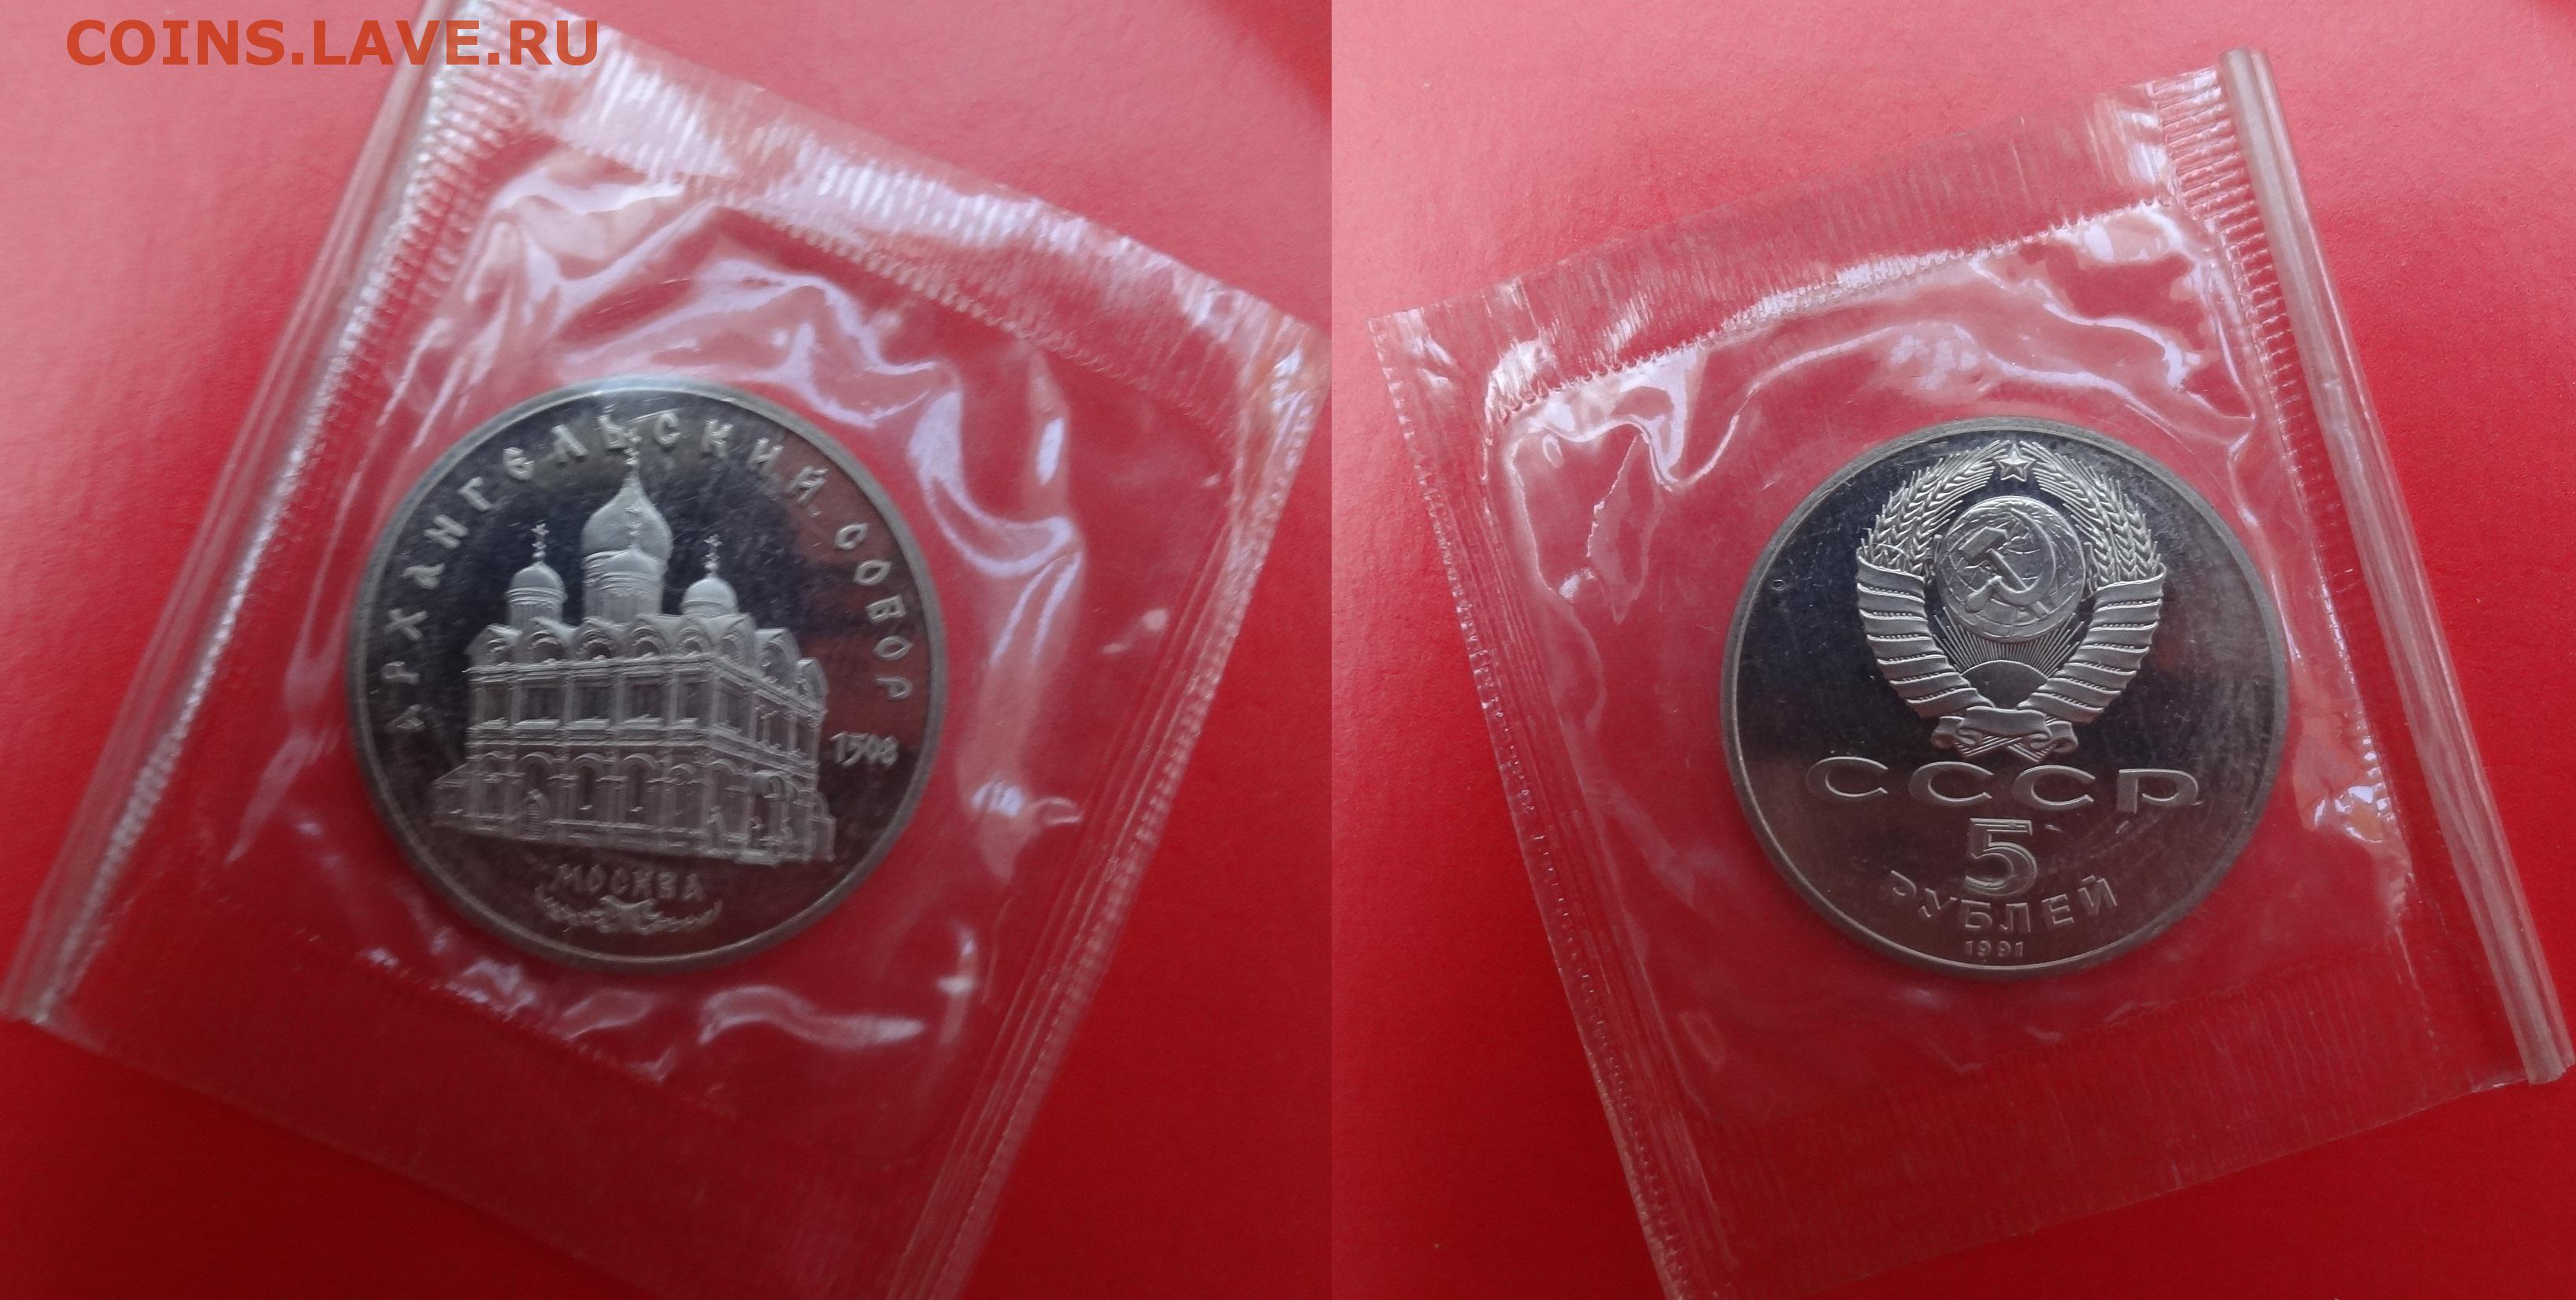 COINS.LAVE.RU
АРХАНГЕЛЬСКИЙ СОБОР
1508
МОСКВА
СССР
5
РУБЛЕЙ
1991